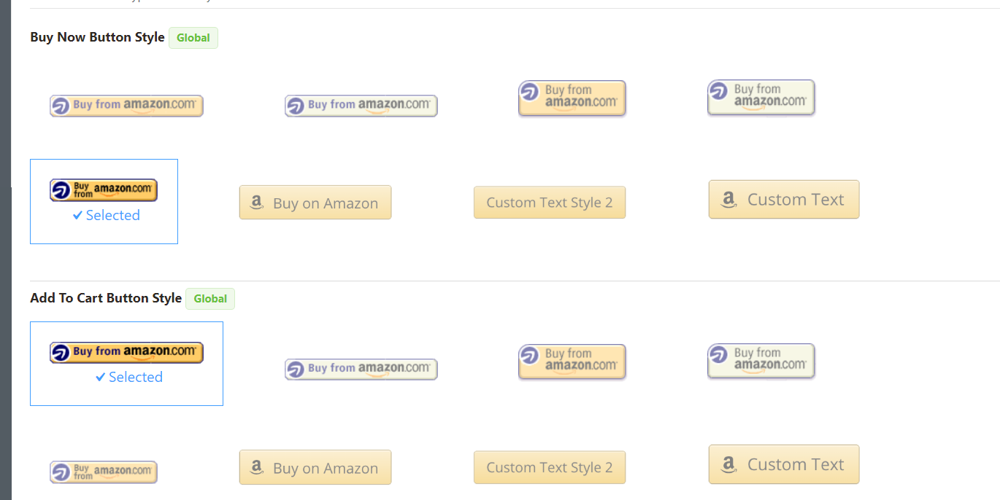 Buy Now Button Style Global
Buy from amazon.com
Buy from amazon.com
Buy from
amazon.com
Buy from
amazon.com
Buy
from amazon.com
Selected
a Buy on Amazon
Custom Text Style 2
a Custom Text
Add To Cart Button Style Global
Buy from amazon.com
Selected
Buy from amazon.com
Buy from
amazon.com
Buy from
amazon.com
Buy
from amazon.com
a Buy on Amazon
Custom Text Style 2
a Custom Text